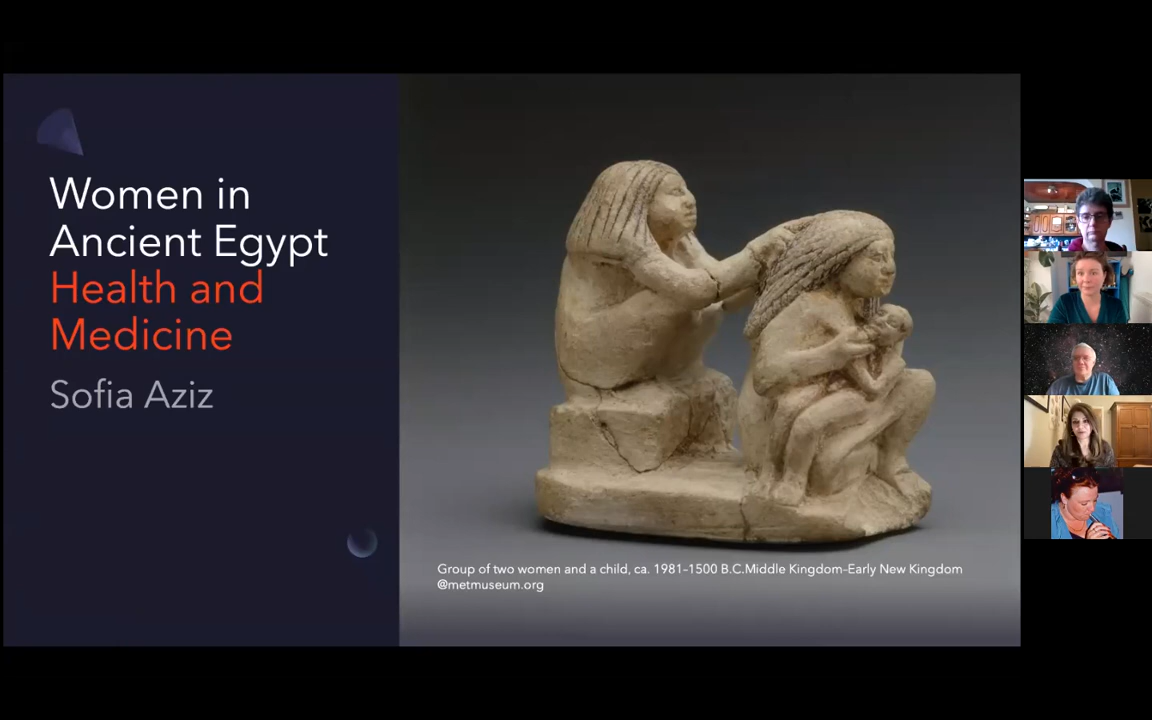 Women in
Ancient Egypt
Health and
Medicine
Sofia Aziz
Group of two women and a child, ca. 1981–1500 B.C.Middle Kingdom–Early New Kingdom
@metmuseum.org